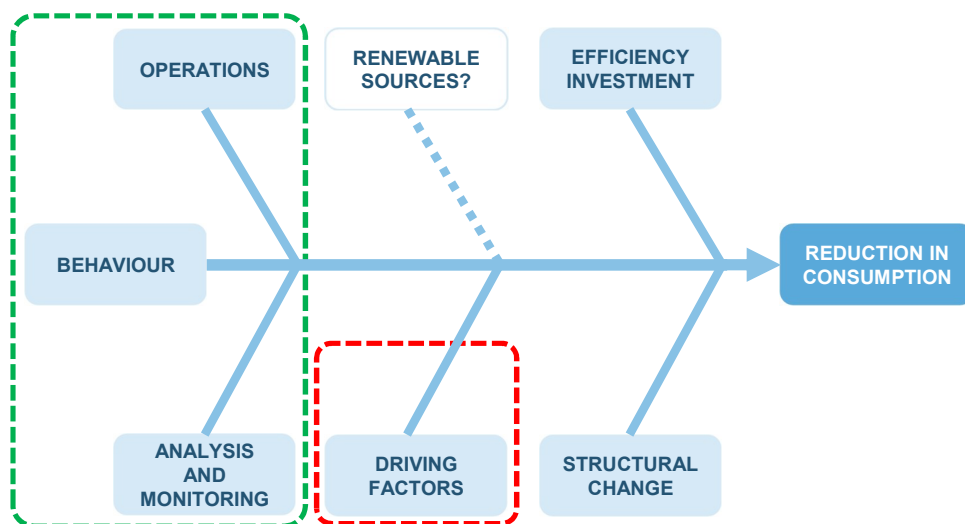 OPERATIONS
RENEWABLE
SOURCES?
EFFICIENCY
INVESTMENT
BEHAVIOUR
REDUCTION IN
CONSUMPTION
ANALYSIS
AND
MONITORING
DRIVING
FACTORS
STRUCTURAL
CHANGE